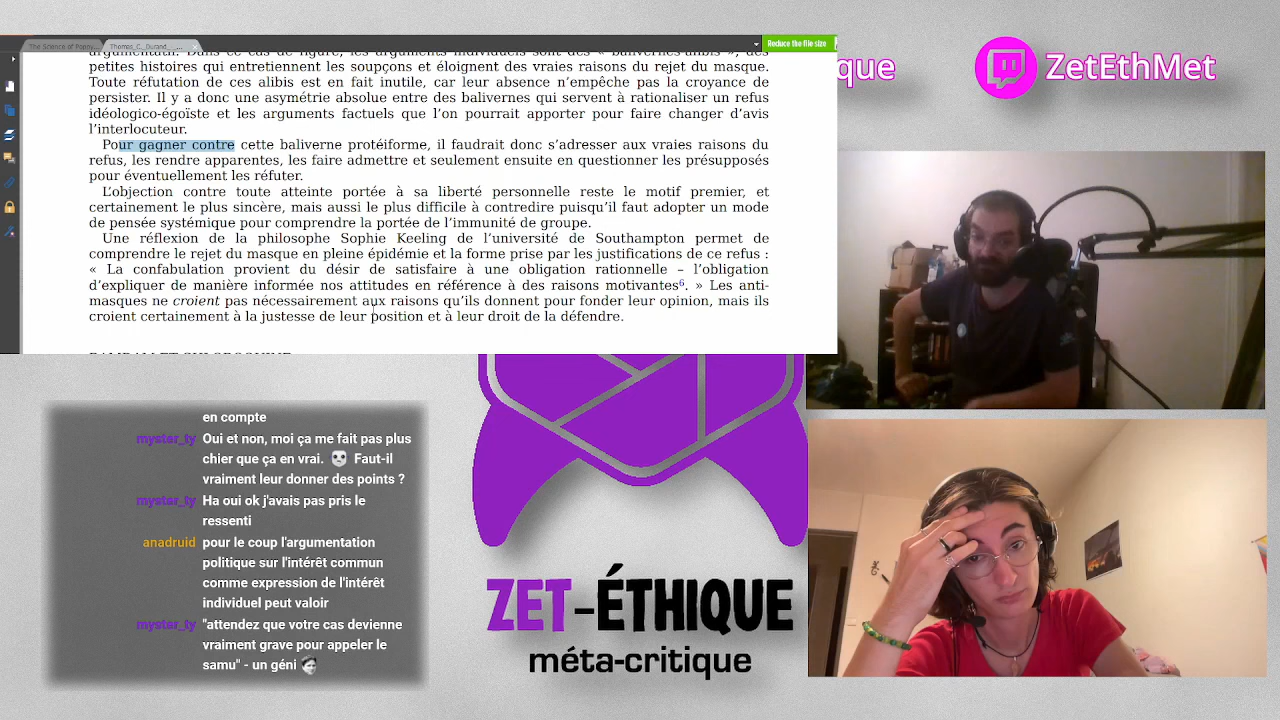 The Science of Popp...
Thomas_C._Durand_...
Reduce the file size
petites histoires qui entretiennent les soupçons et éloignent des vraies raisons du rejet du masque.
Toute réfutation de ces alibis est en fait inutile, car leur absence n’empêche pas la croyance de
persister. Il y a donc une asymétrie absolue entre des balivernes qui servent à rationaliser un refus
idéologico-égoïste et les arguments factuels que l’on pourrait apporter pour faire changer d’avis
l’interlocuteur.
Pour gagner contre cette baliverne protéiforme, il faudrait donc s’adresser aux vraies raisons du
refus, les rendre apparentes, les faire admettre et seulement ensuite en questionner les présupposés
pour éventuellement les réfuter.
L’objection contre toute atteinte portée à sa liberté personnelle reste le motif premier, et
certainement le plus sincère, mais aussi le plus difficile à contredire puisqu’il faut adopter un mode
de pensée systémique pour comprendre la portée de l’immunité de groupe.
Une réflexion de la philosophe Sophie Keeling de l’université de Southampton permet de
comprendre le rejet du masque en pleine épidémie et la forme prise par les justifications de ce refus :
« La confabulation provient du désir de satisfaire à une obligation rationnelle – l’obligation
d’expliquer de manière informée nos attitudes en référence à des raisons motivantes6. » Les anti-
masques ne croient pas nécessairement aux raisons qu’ils donnent pour fonder leur opinion, mais ils
croient certainement à la justesse de leur position et à leur droit de la défendre.
que
ZetEthMet
en compte
myster_ty Oui et non, moi ça me fait pas plus
chier que ça en vrai. Faut-il
vraiment leur donner des points ?
myster_ty Ha oui ok j'avais pas pris le
ressenti
anadruid pour le coup l'argumentation
politique sur l'intérêt commun
comme expression de l'intérêt
individuel peut valoir
myster_ty "attendez que votre cas devienne
vraiment grave pour appeler le
samu" - un géni
ZET-ÉTHIQUE
méta-critique